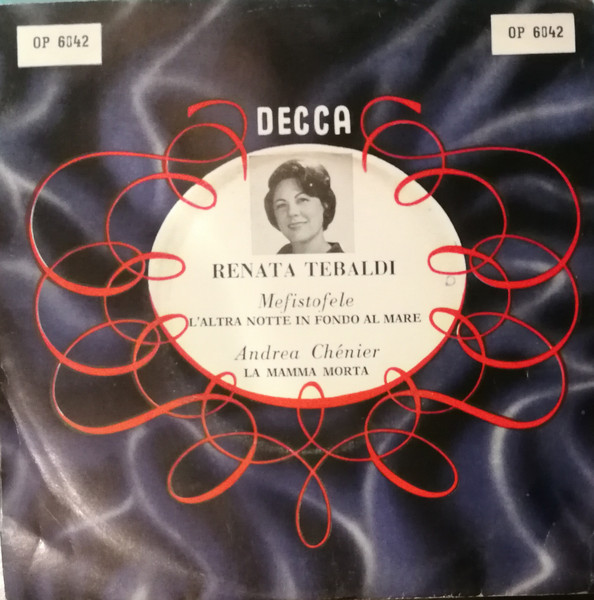 OP 6042
OP 6042
DECCA
RENATA TEBALDI
Mefistofele
L'ALTRA NOTTE IN FONDO AL MARE
Andrea Chénier
LA MAMMA MORTA